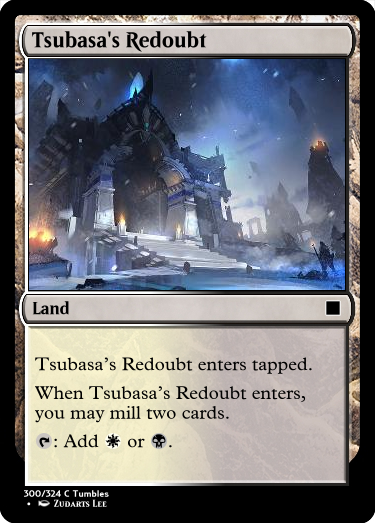 Tsubasa's Redoubt
Land
Tsubasa's Redoubt enters tapped.
When Tsubasa's Redoubt enters,
you may mill two cards.
: Add or .
300/324 C Tumbles
• Zudarts Lee